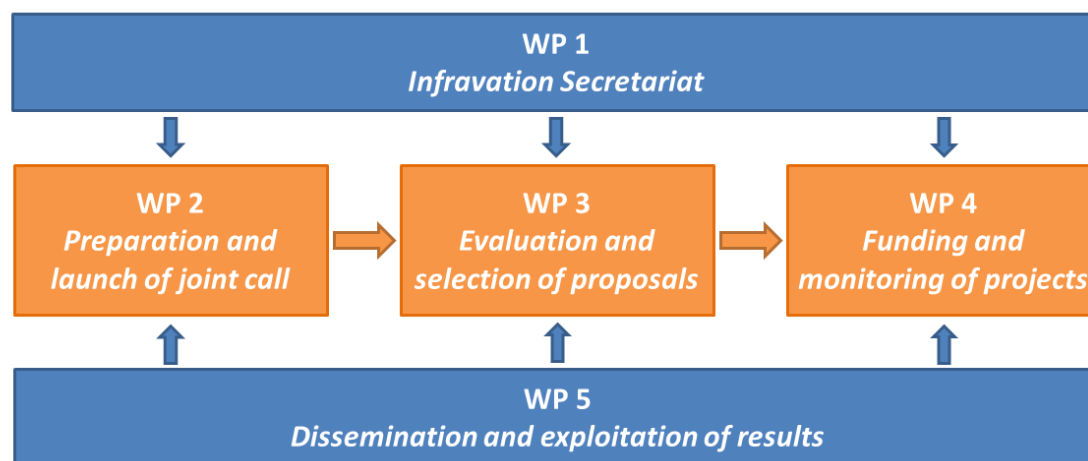 WP 1
Infravation Secretariat
WP 2
Preparation and
launch of joint call
WP 3
Evaluation and
selection of proposals
WP 4
Funding and
monitoring of projects
WP 5
Dissemination and exploitation of results